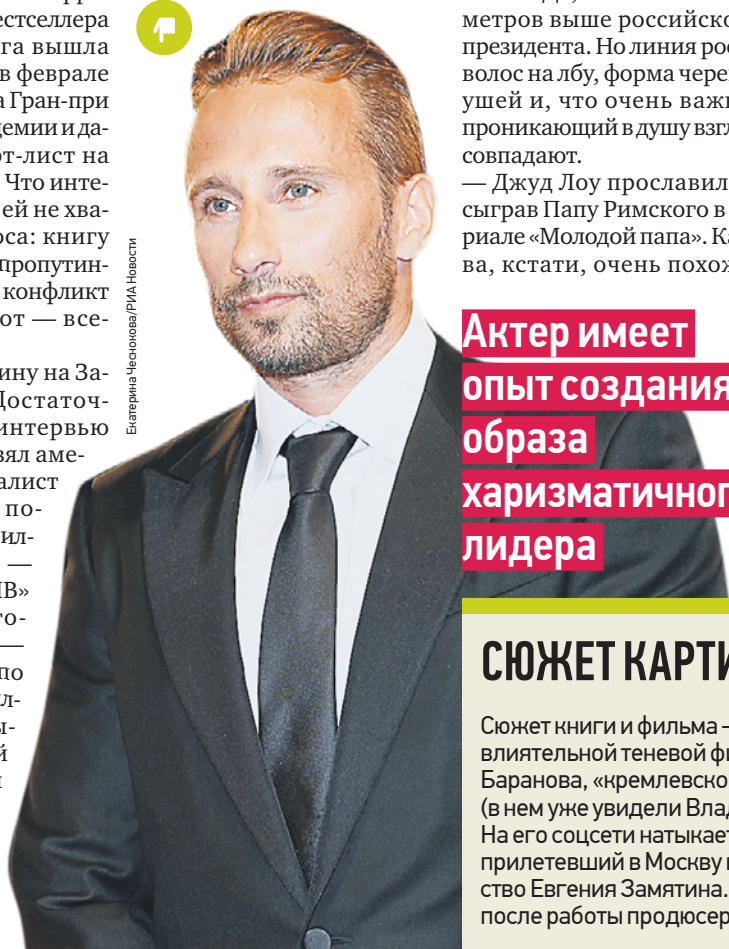 естселлера
га вышла
в феврале
а Гран-при
демии и да-
рт-лист на
Что инте-
ей не хва-
оса: книгу
пропутин-
конфликт
от — все-
ину на За-
Достаточ-
интервью
зял аме-
алист
по-
ил-
—
ІВ»
то-
—
по
ул-
ы-
й
Екатерина Чеснокова/РИА Новости
метров выше российско
президента. Но линия рос
волос на лбу, форма чере
ушей и, что очень важ
проникающий в душу взгл
совпадают.
— Джуд Лоу прославил
сыграв Папу Римского в
риале «Молодой папа». К
ва, кстати, очень похо
Актер имеет
опыт создания
образа
харизматичног
лидера
СЮЖЕТ КАРТИ
Сюжет книги и фильма –
влиятельной теневой фи
Баранова, «кремлевско
(в нем уже увидели Влад
На его соцсети натыкает
прилетевший в Москву
ство Евгения Замятина.
после работы продюсер